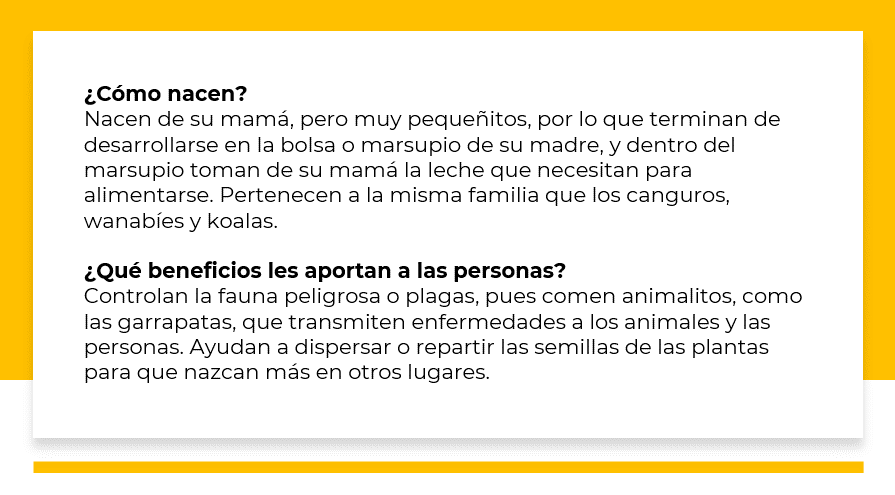 ¿Cómo nacen?
Nacen de su mamá, pero muy pequeñitos, por lo que terminan de
desarrollarse en la bolsa o marsupio de su madre, y dentro del
marsupio toman de su mamá la leche que necesitan para
alimentarse. Pertenecen a la misma familia que los canguros,
wanabíes y koalas.
¿Qué beneficios les aportan a las personas?
Controlan la fauna peligrosa o plagas, pues comen animalitos, como
las garrapatas, que transmiten enfermedades a los animales y las
personas. Ayudan a dispersar o repartir las semillas de las plantas
para que nazcan más en otros lugares.